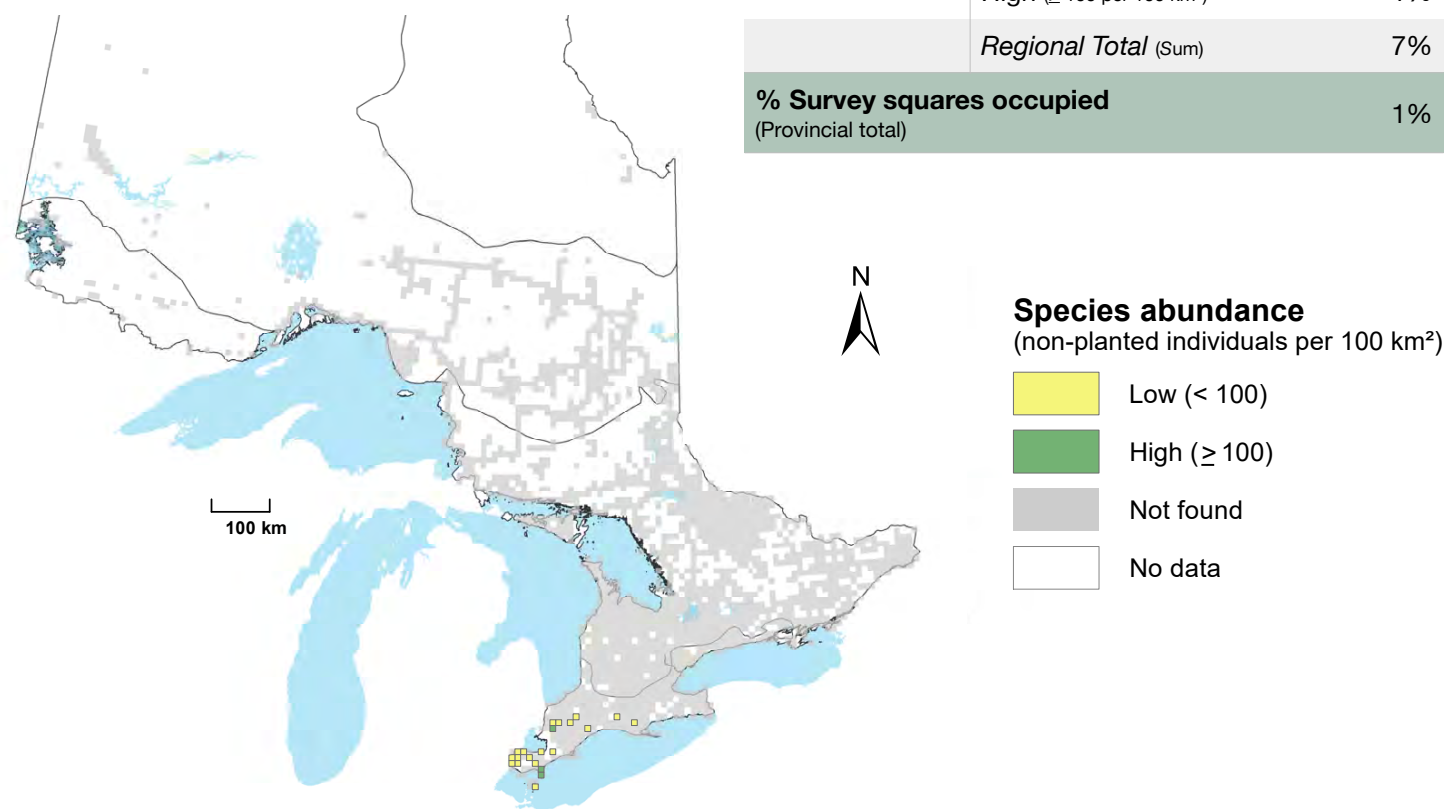 Regional Total (Sum) 7%
% Survey squares occupied 1%
(Provincial total)
N
Species abundance
(non-planted individuals per 100 km²)
Low (< 100)
High (≥ 100)
Not found
No data
100 km